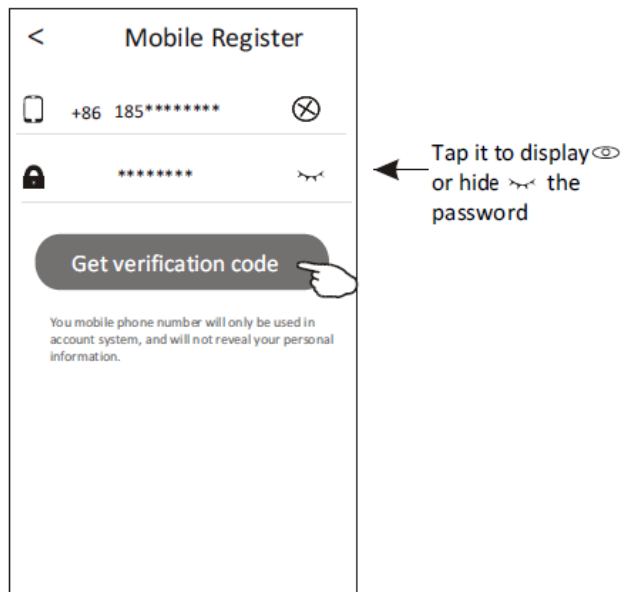 < Mobile Register
+86 185********
********
Get verification code
You mobile phone number will only be used in
account system, and will not reveal your personal
information.
Tap it to display
or hide the
password